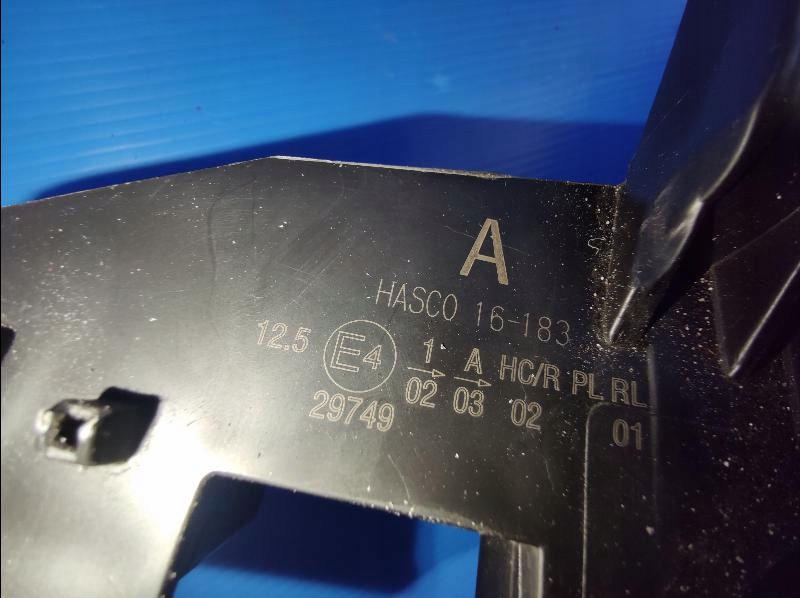 A
HASCO 16-183
12.5 E4 1 A HC/R PL RL
02 03 02 01
29749